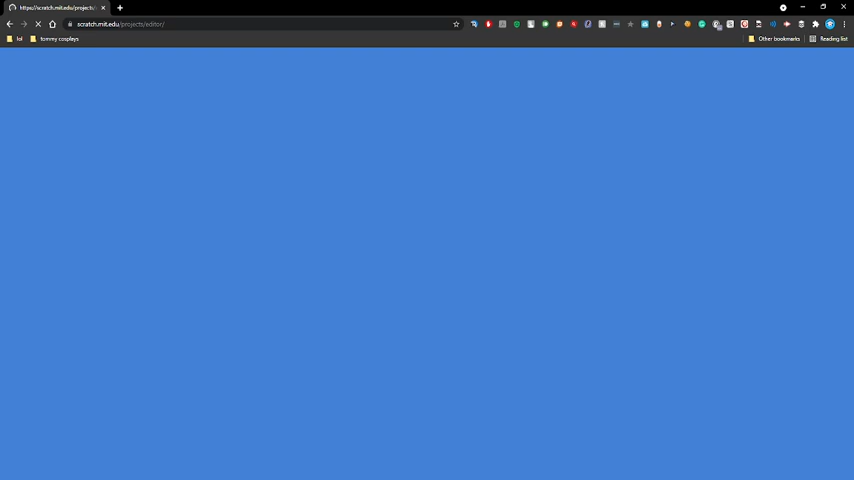 https://scratch.mit.edu/projects/
scratch.mit.edu/projects/editor/
lol
tommy cosplays
Other bookmarks
Reading list